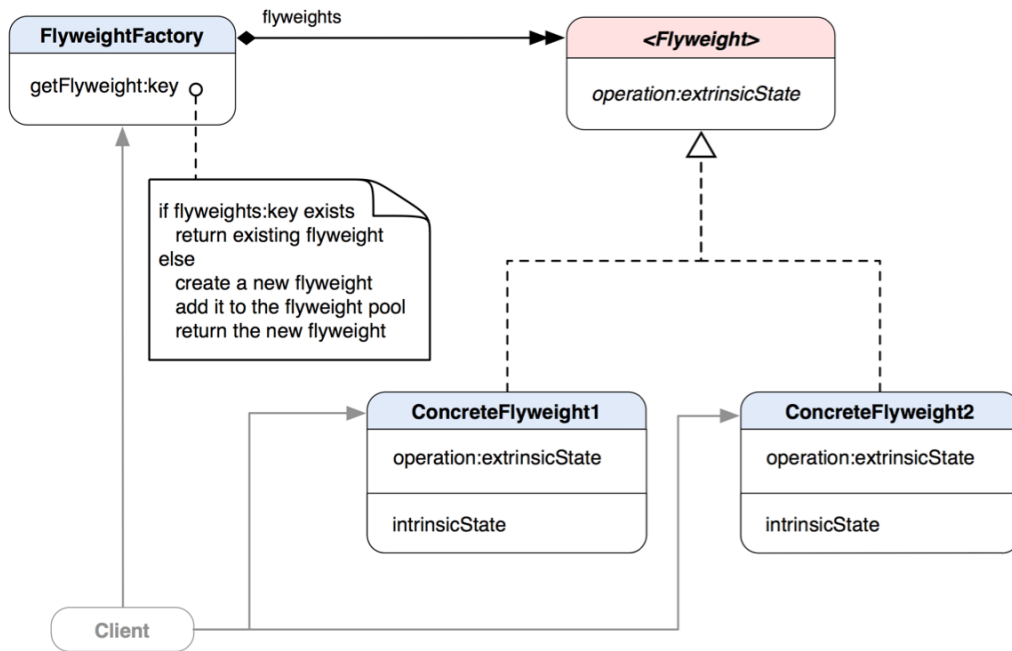 flyweights
FlyweightFactory
<Flyweight>
getFlyweight:key
operation:extrinsicState
if flyweights:key exists
return existing flyweight
else
create a new flyweight
add it to the flyweight pool
return the new flyweight
ConcreteFlyweight1
ConcreteFlyweight2
operation:extrinsicState
operation:extrinsicState
intrinsicState
intrinsicState
Client